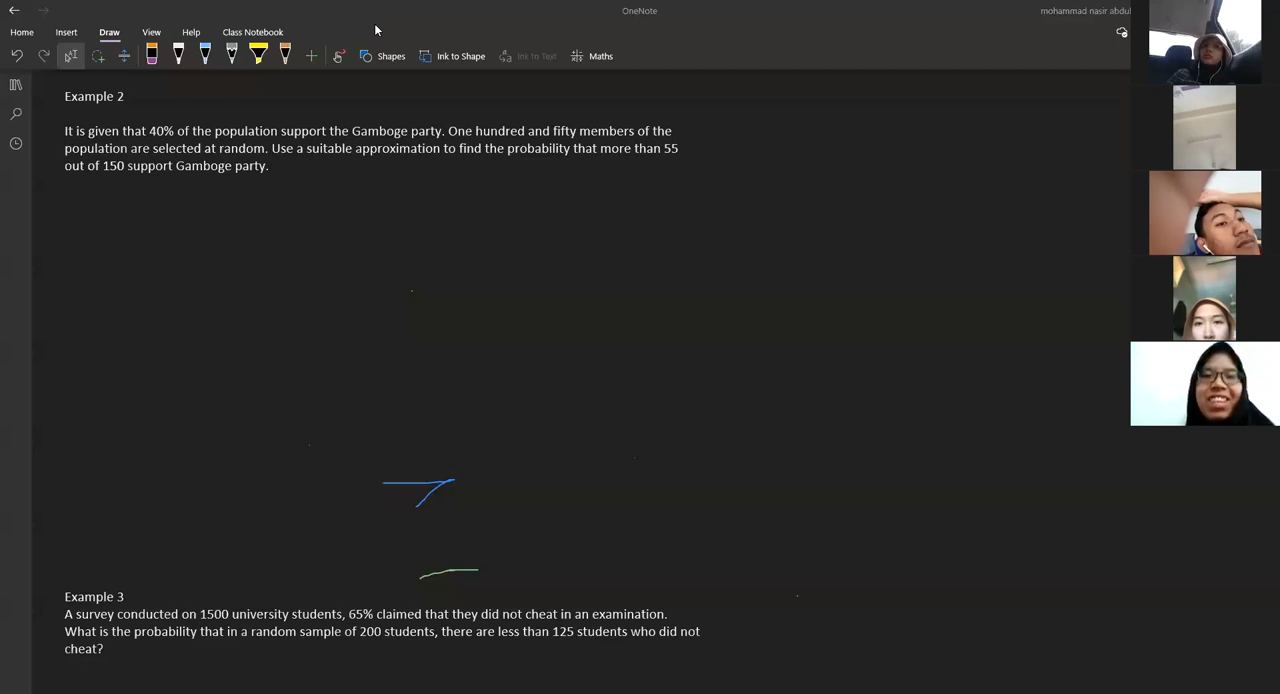 OneNote
mohammad nasir abdul
Home Insert Draw View Help Class Notebook
Shapes Ink to Shape Ink to Text Maths
Example 2
It is given that 40% of the population support the Gamboge party. One hundred and fifty members of the
population are selected at random. Use a suitable approximation to find the probability that more than 55
out of 150 support Gamboge party.
Example 3
A survey conducted on 1500 university students, 65% claimed that they did not cheat in an examination.
What is the probability that in a random sample of 200 students, there are less than 125 students who did not
cheat?